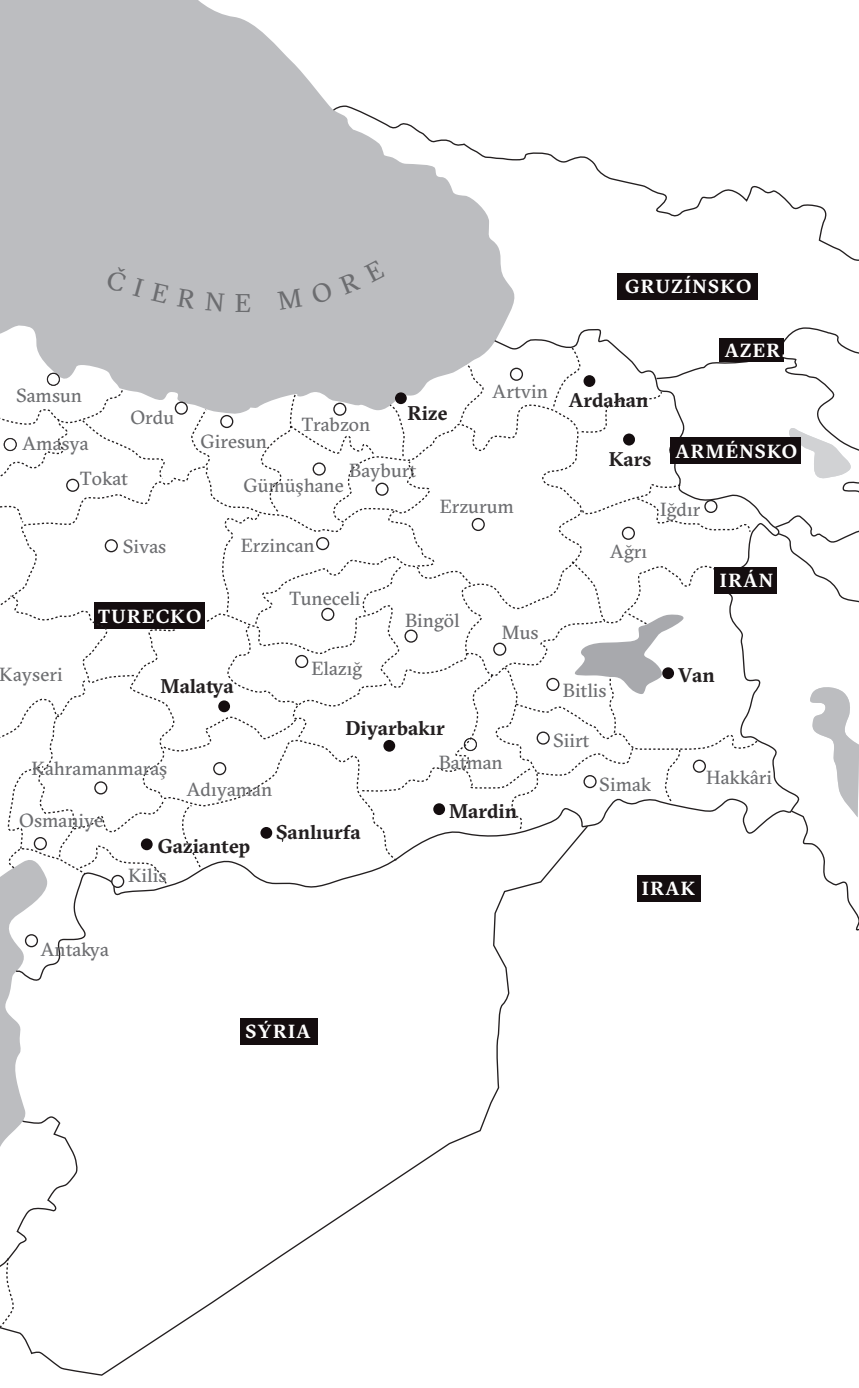 ČIERNE MORE
GRUZÍNSKO
AZER.
Samsun
Ordu
Giresun
Trabzon
Rize
Artvin
Ardahan
Amasya
Tokat
Gümüşhane
Bayburt
Kars
ARMÉNSKO
Erzurum
Iğdır
Sivas
Erzincan
Ağrı
IRÁN
TURECKO
Tuneceli
Bingöl
Mus
Kayseri
Malatya
Elazığ
Bitlis
Van
Diyarbakır
Batman
Siirt
Kahramanmaraş
Adıyaman
Simak
Hakkâri
Osmaniye
Gaziantep
Şanlıurfa
Mardin
Kilis
IRAK
Antakya
SÝRIA